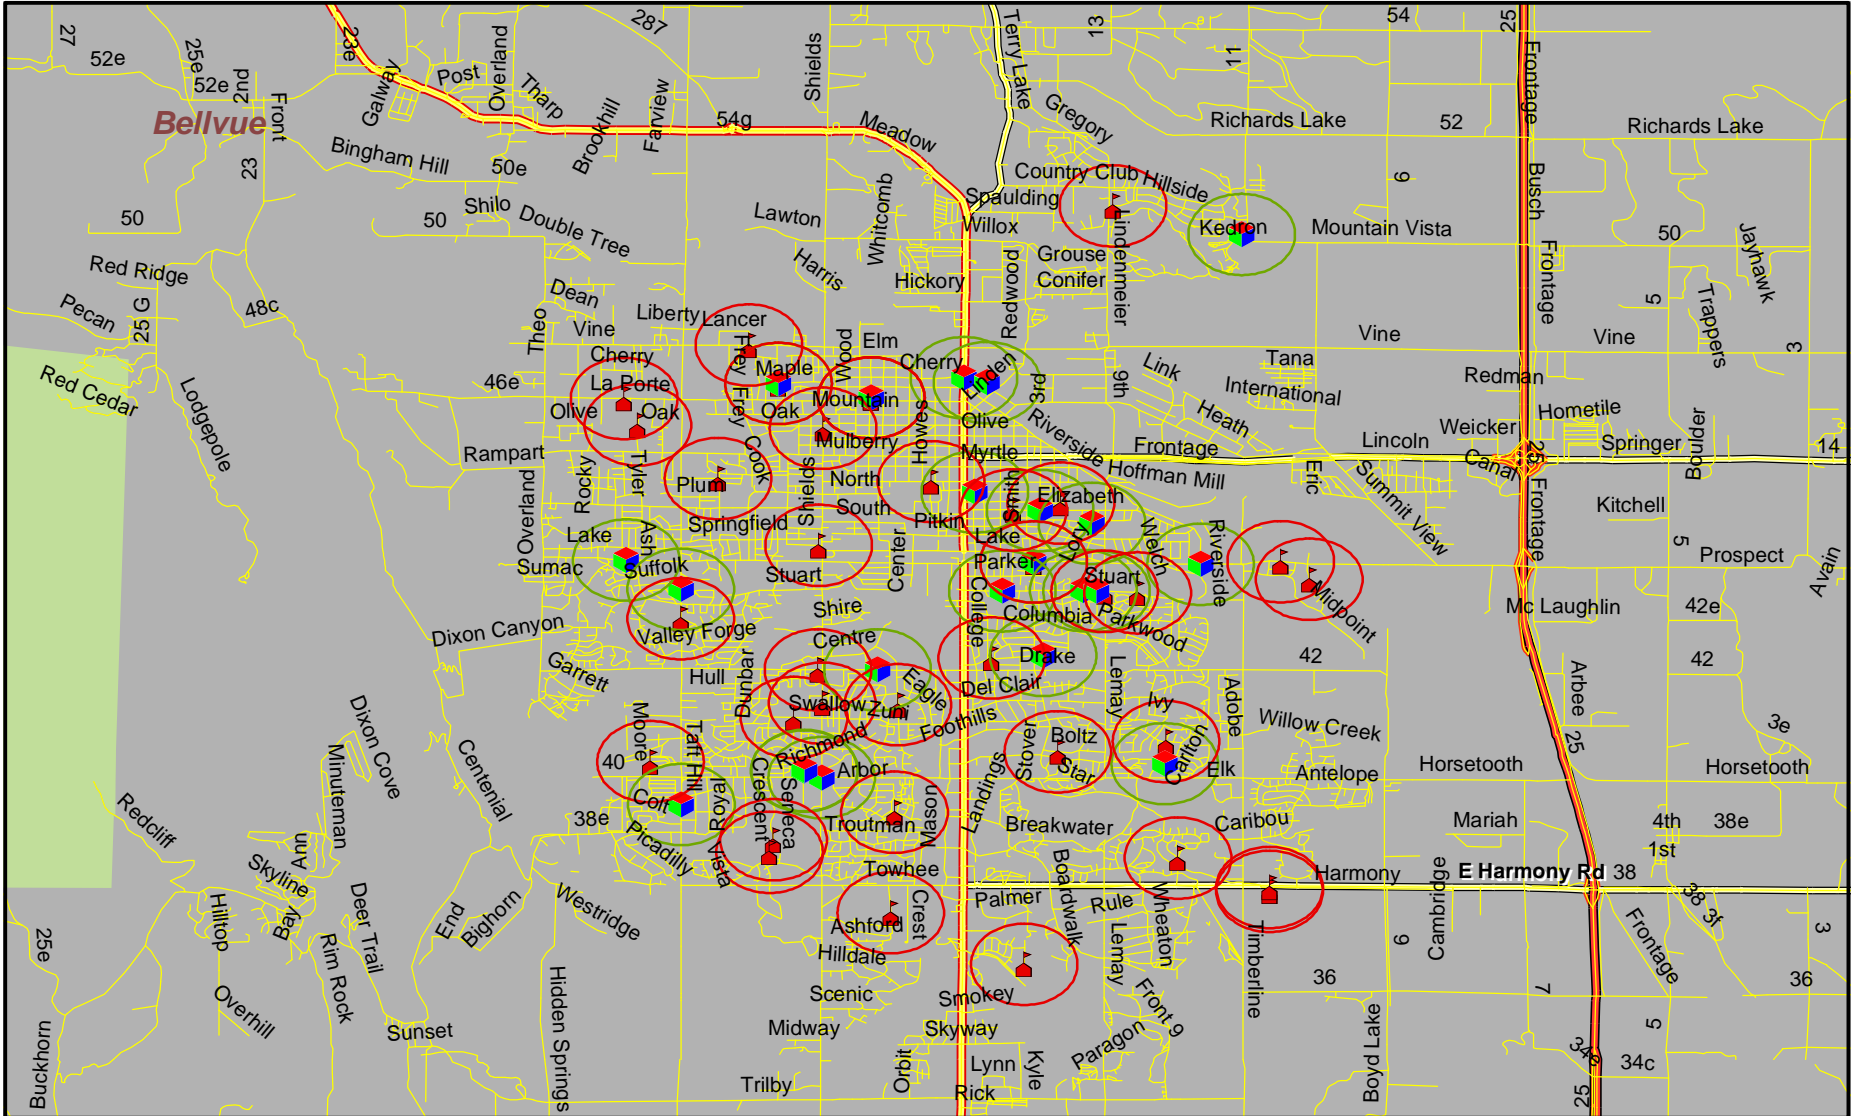 27
52e
25e
52e
2nd
Front
23
Bellvue
23e
Galway
Post
Overland
Tharp
287
Brookhill
Farview
Shields
54g
Meadow
Terry Lake
13
11
54
25
Frontage
Gregory
Richards Lake
52
Richards Lake
Bingham Hill
50e
Country Club
Hillside
Spaulding
Willox
Lindenmeier
Kedron
Mountain Vista
6
Busch
50
50
Shilo
Double Tree
Lawton
Whitcomb
Harris
Hickory
Redwood
Grouse
Conifer
Frontage
50
Jayhawk
Red Ridge
Pecan
25 G
48c
Dean
Theo
Vine
Liberty
Lancer
5
Trappers
Red Cedar
Lodgepole
46e
Cherry
La Porte
Olive
Oak
Frey
Maple
Frey
Oak
Wood
Elm
Mountain
Mulberry
Cherry
Linden
Howes
Olive
3rd
9th
Link
Tana
International
Heath
Vine
Vine
3
Redman
Weicker
Hometile
Springer
Boulder
14
Lincoln
Canal
25
Riverside
Frontage
Hoffman Mill
Myrtle
Rampart
Rocky
Tyler
Plum
Cook
Shields
North
South
Pitkin
Smith
Elizabeth
Eric
Summit View
Frontage
Kitchell
5
Prospect
Avain
Overland
Springfield
Lake
Ash
Suffolk
Sumac
Stuart
Center
Lake
Parker
Lory
Welch
Stuart
Riverside
Midpoint
Mc Laughlin
42e
Dixon Canyon
Valley Forge
Shire
College
Columbia
Parkwood
Centre
Garrett
Hull
Dunbar
Swallow
Zuni
Eagle
Del Clair
Drake
Lemay
42
42
Arbee
Ivy
Adobe
Willow Creek
3e
Dixon Cove
Minuteman
Centenial
Moore
Taft Hill
40
Richmond
Foothills
Arbor
Landings
Stover
Boltz
Star
Carlton
Elk
Antelope
Horsetooth
25
Horsetooth
Redcliff
38e
Colt
Picadilly
Royal
Vista
Crescent
Seneca
Troutman
Mason
Breakwater
Caribou
Mariah
4th
38e
1st
Skyline
Ann
Bay
Hilltop
Deer Trail
End
Bighorn
Westridge
Towhee
Crest
Ashford
Hilldale
Palmer
Boardwalk
Rule
Wheaton
Lemay
Harmony
E Harmony Rd
38
Cambridge
38
3f
Frontage
3
25e
Rim Rock
Overhill
Sunset
Hidden Springs
Scenic
Midway
Smokey
Skyway
Front 9
Paragon
Timberline
36
6
7
36
5
Buckhorn
Trilby
Orbit
Lynn
Rick
Kyle
Boyd Lake
34e
34c
25